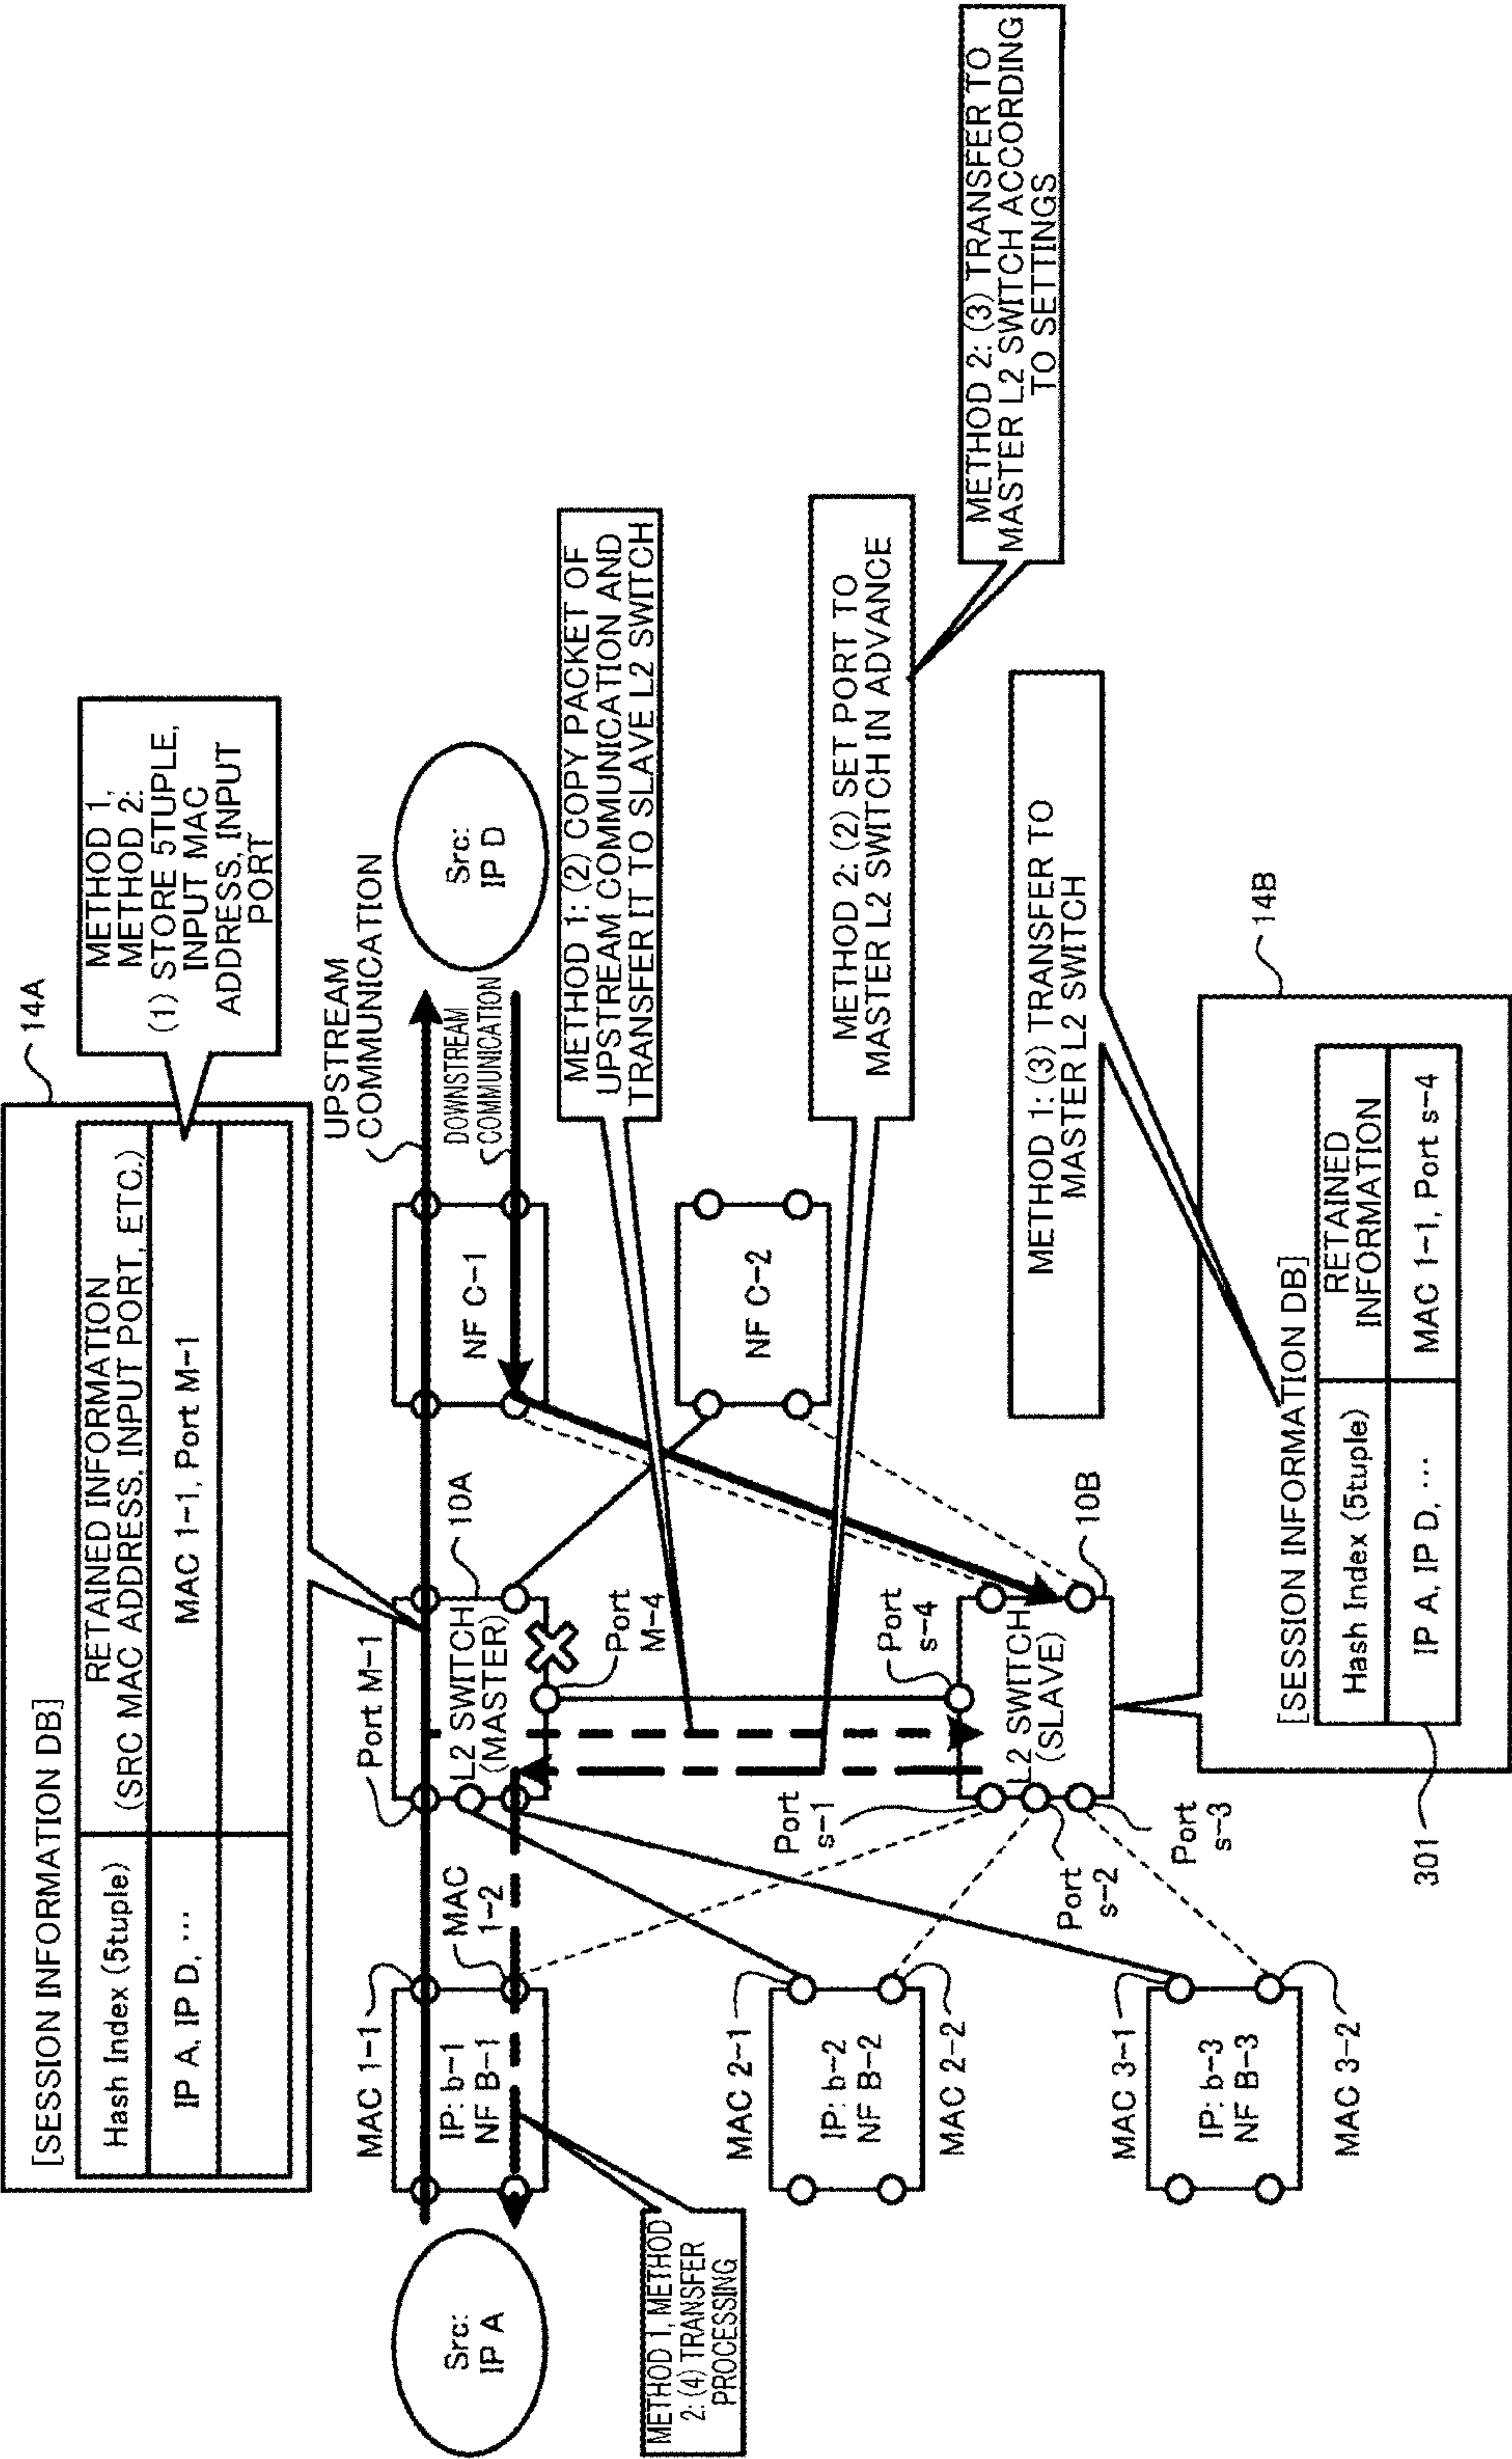 14A
[SESSION INFORMATION DB]
Hash Index (5tuple)
RETAINED INFORMATION
(SRC MAC ADDRESS, INPUT PORT, ETC.)
IP A, IP D, ···
MAC 1-1, Port M-1
METHOD 1,
METHOD 2:
(1) STORE 5TUPLE,
INPUT MAC
ADDRESS, INPUT
PORT
UPSTREAM
COMMUNICATION
DOWNSTREAM
COMMUNICATION
Src:
IP A
MAC 1-1
IP: b-1
NF B-1
MAC
1-2
Port M-1
L2 SWITCH
(MASTER)
10A
Port
M-4
NF C-1
Src:
IP D
METHOD 1, METHOD
2: (4) TRANSFER
PROCESSING
METHOD 1: (2) COPY PACKET OF
UPSTREAM COMMUNICATION AND
TRANSFER IT TO SLAVE L2 SWITCH
MAC 2-1
IP: b-2
NF B-2
MAC 2-2
NF C-2
METHOD 2: (2) SET PORT TO
MASTER L2 SWITCH IN ADVANCE
METHOD 2: (3) TRANSFER TO
MASTER L2 SWITCH ACCORDING
TO SETTINGS
Port
s-1
Port
s-4
L2 SWITCH
(SLAVE)
10B
Port
s-2
Port
s-3
METHOD 1: (3) TRANSFER TO
MASTER L2 SWITCH
MAC 3-1
IP: b-3
NF B-3
MAC 3-2
14B
[SESSION INFORMATION DB]
Hash Index (5tuple)
RETAINED
INFORMATION
IP A, IP D, ···
MAC 1-1, Port s-4
301